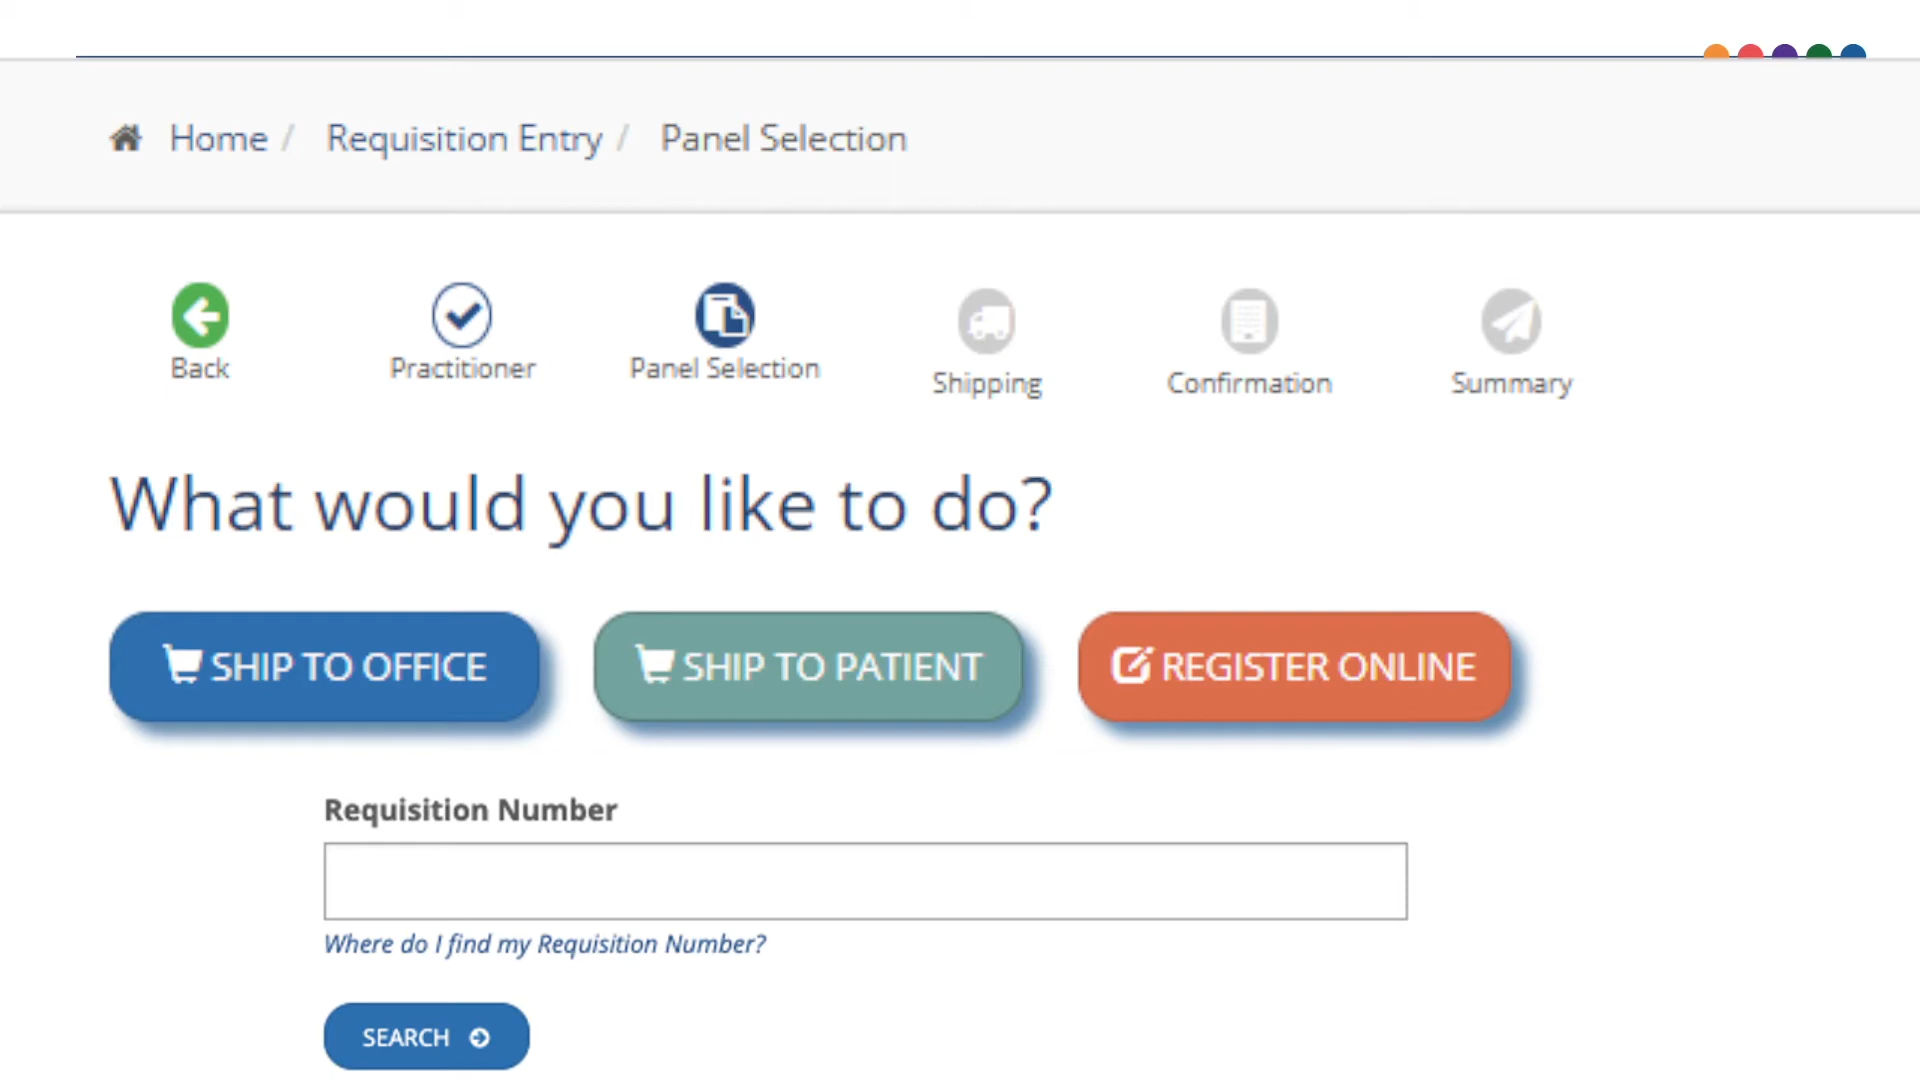 Home / Requisition Entry / Panel Selection
Back Practitioner Panel Selection Shipping Confirmation Summary
What would you like to do?
SHIP TO OFFICE SHIP TO PATIENT REGISTER ONLINE
Requisition Number
Where do I find my Requisition Number?
SEARCH